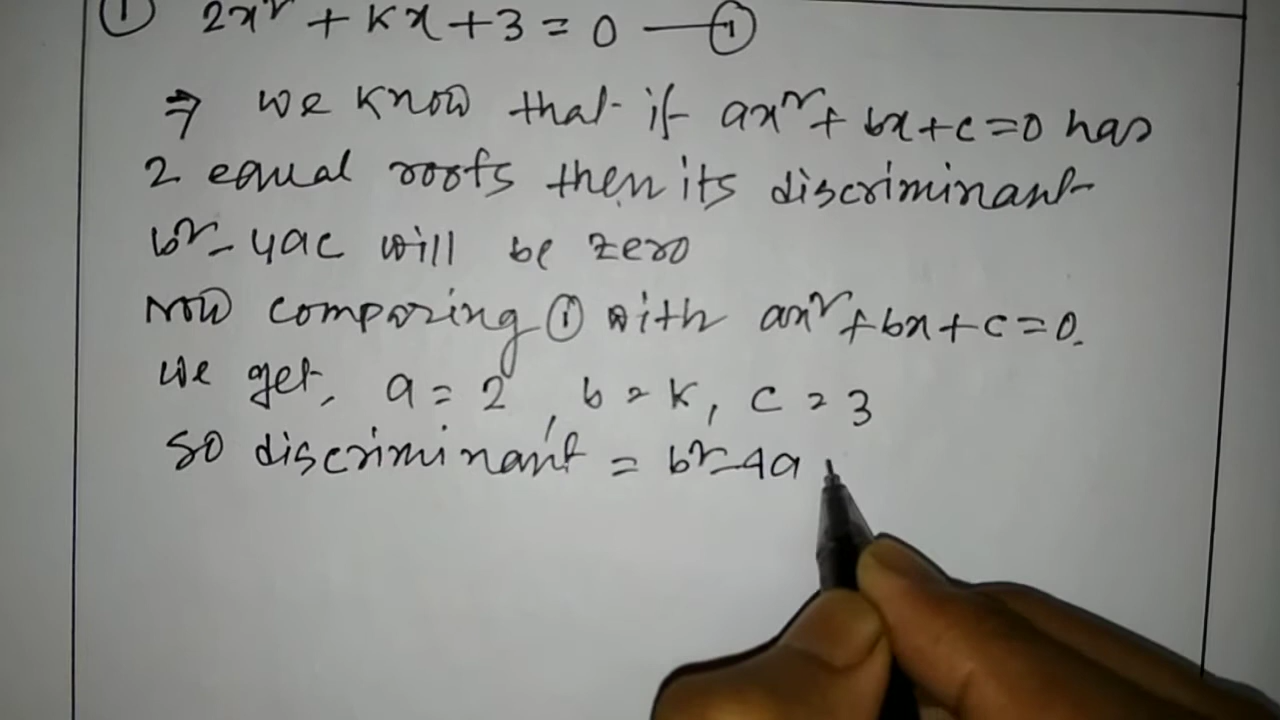 ① 2x² + kx + 3 = 0 — ①
⇒ we know that if ax² + bx + c = 0 has
2 equal roots then its discriminant
b² - 4ac will be zero
Now comparing ① with ax² + bx + c = 0.
we get, a = 2, b = k, c = 3
so discriminant = b² - 4a